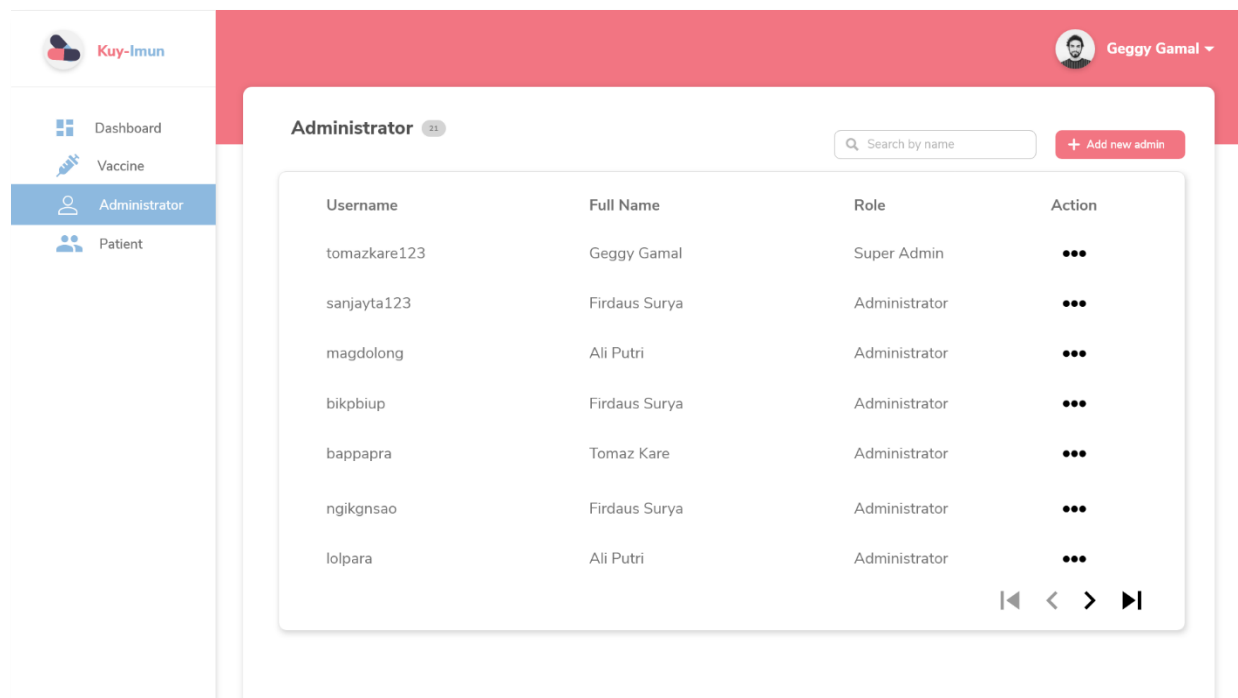 Kuy-Imun
Geggy Gamal
Dashboard
Vaccine
Administrator
Patient
Administrator 21
Search by name
+ Add new admin
Username Full Name Role Action
tomazkare123 Geggy Gamal Super Admin
sanjayta123 Firdaus Surya Administrator
magdolong Ali Putri Administrator
bikpbiup Firdaus Surya Administrator
bappapra Tomaz Kare Administrator
ngikgnsao Firdaus Surya Administrator
lolpara Ali Putri Administrator